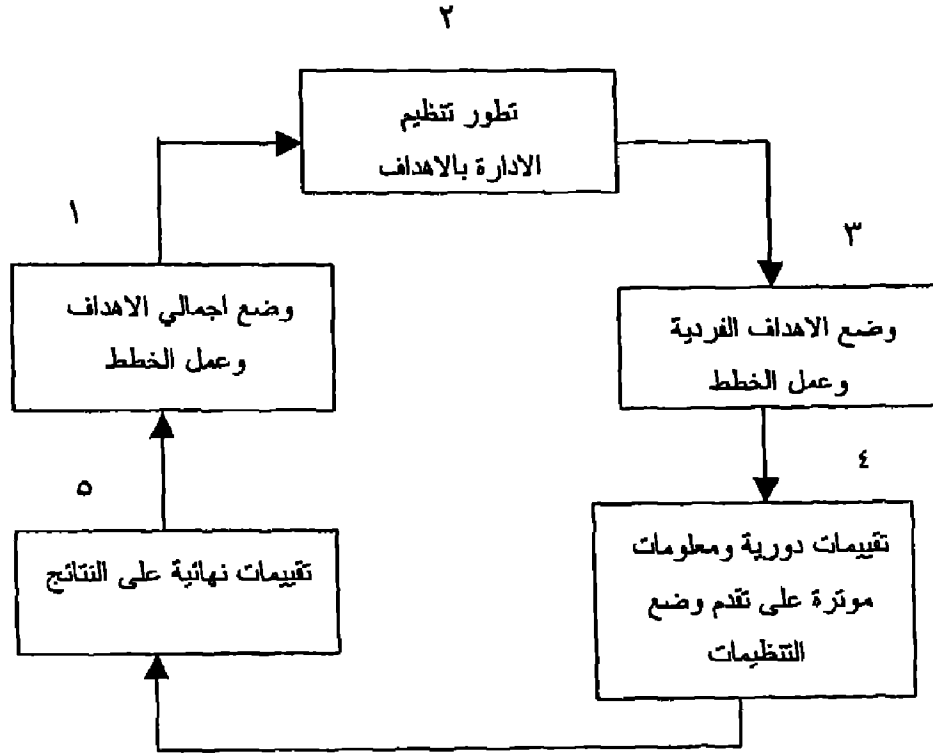 ٢
تطور تنظيم
الادارة بالاهداف
١
وضع اجمالي الاهداف
وعمل الخطط
٣
وضع الاهداف الفردية
وعمل الخطط
٤
تقييمات دورية ومعلومات
موترة على تقدم وضع
التنظيمات
٥
تقييمات نهائية على النتائج